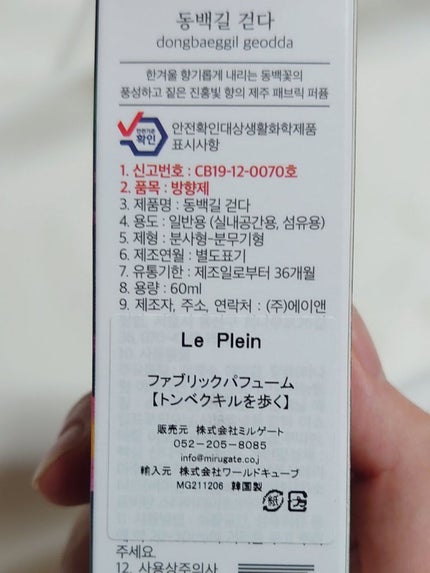 동백길 걷다
dongbaeggil geodda
한겨울 향기롭게 내리는 동백꽃의
풍성하고 짙은 진홍빛 향의 제주 패브릭 퍼퓸
안전기준
확인
안전확인대상생활화학제품
표시사항
1. 신고번호 : CB19-12-0070호
2. 품목 : 방향제
3. 제품명 : 동백길 걷다
4. 용도 : 일반용 (실내공간용, 섬유용)
5. 제형 : 분사형-분무기형
6. 제조연월 : 별도표기
7. 유통기한 : 제조일로부터 36개월
8. 용량 : 60ml
9. 제조자, 주소, 연락처 : (주)에이앤
Le Plein
ファブリックパフューム
【トンベクキルを歩く】
販売元 株式会社ミルゲート
052-205-8085
info@mirugate.co.j
輸入元 株式会社ワールドキューブ
MG211206 韓国製
紙
주세요.
12. 사용상주의사